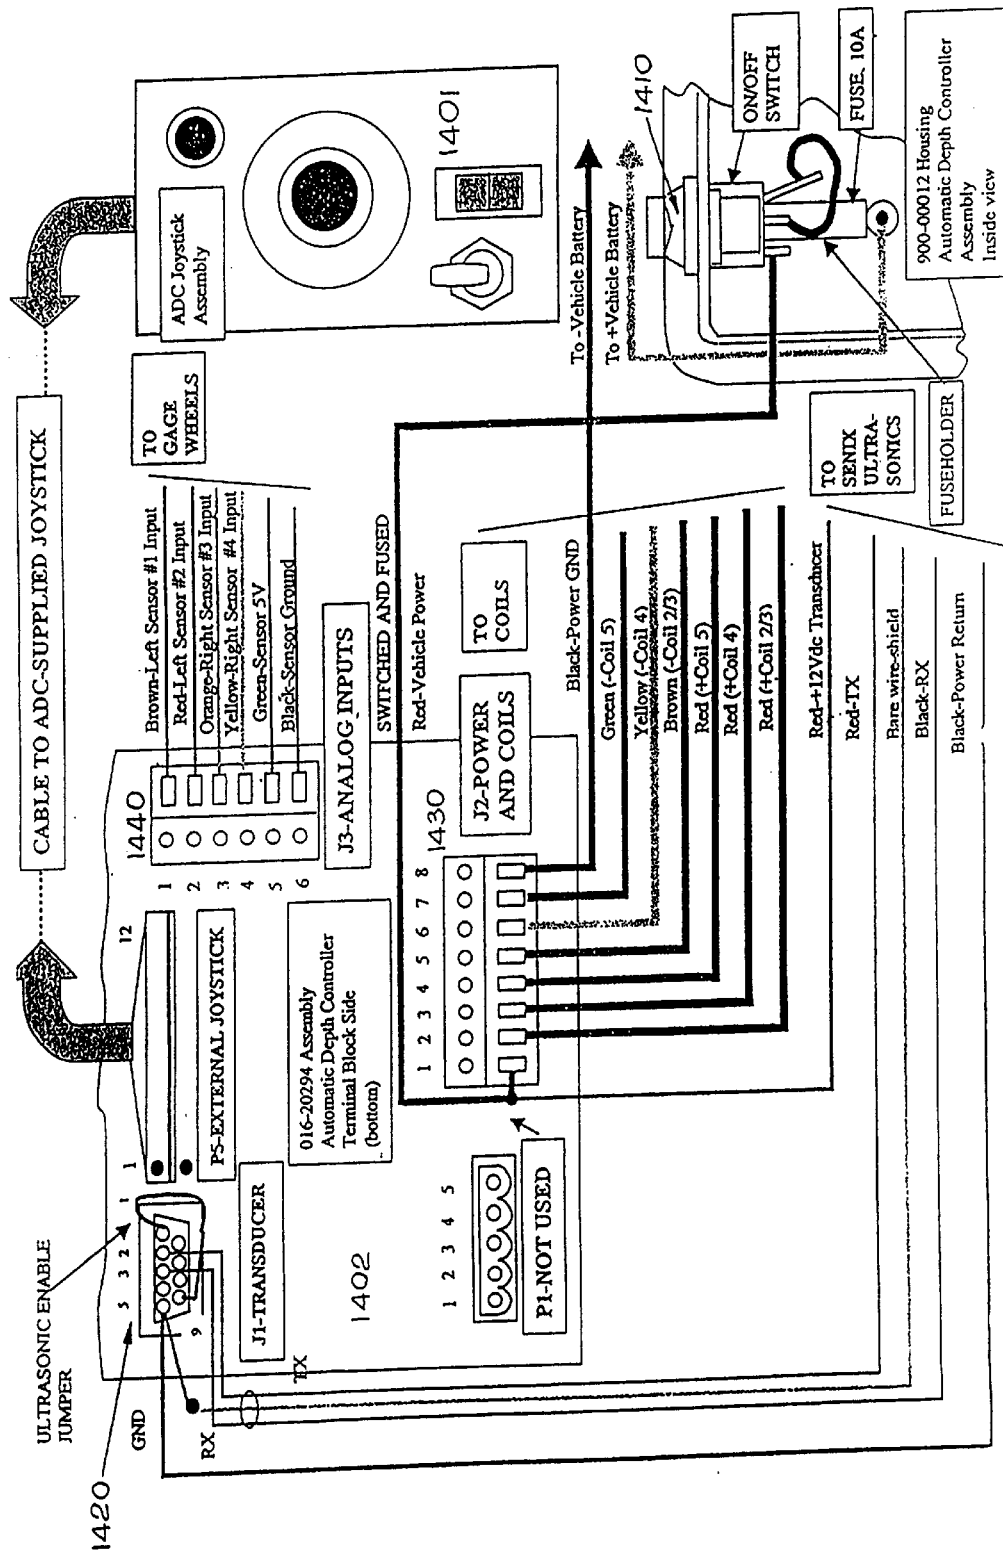 CABLE TO ADC-SUPPLIED JOYSTICK
ULTRASONIC ENABLE
JUMPER
1420
GND
RX
TX
5 3 2 1
9
J1-TRANSDUCER
1402
1 12
P5-EXTERNAL JOYSTICK
016-20294 Assembly
Automatic Depth Controller
Terminal Block Side
(bottom)
1 2 3 4 5
P1-NOT USED
1440
1
2
3
4
5
6
J3-ANALOG INPUTS
Brown-Left Sensor #1 Input
Red-Left Sensor #2 Input
Orange-Right Sensor #3 Input
Yellow-Right Sensor #4 Input
Green-Sensor 5V
Black-Sensor Ground
TO
GAGE
WHEELS
ADC Joystick
Assembly
1401
SWITCHED AND FUSED
Red-Vehicle Power
1 2 3 4 5 6 7 8
1430
J2-POWER
AND COILS
TO
COILS
Black-Power GND
Green (-Coil 5)
Yellow (-Coil 4)
Brown (-Coil 2/3)
Red (+Coil 5)
Red (+Coil 4)
Red (+Coil 2/3)
Red-+12Vdc Transducer
Red-TX
Bare wire-shield
Black-RX
Black-Power Return
To -Vehicle Battery
To +Vehicle Battery
TO
SENIX
ULTRA-
SONICS
FUSEHOLDER
1410
ON/OFF
SWITCH
FUSE, 10A
900-000012 Housing
Automatic Depth Controller
Assembly
Inside view